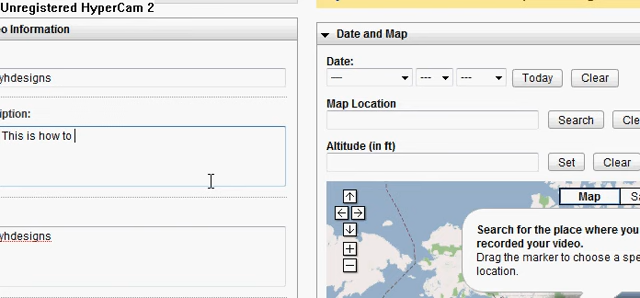 Unregistered HyperCam 2
o Information
yhdesigns
iption:
This is how to
yhdesigns
Date and Map
Date:
— --- ---
Today
Clear
Map Location
Search
Cle
Altitude (in ft)
Set
Clear
Map
Sa
Search for the place where you
recorded your video.
Drag the marker to choose a spe
location.